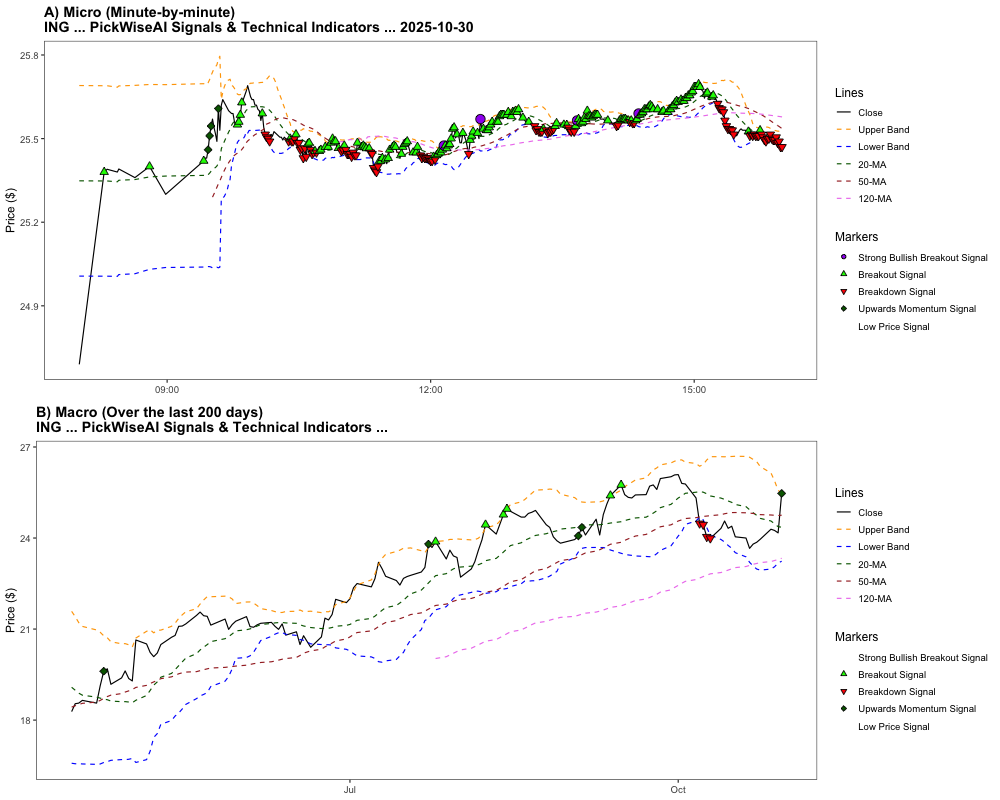 A) Micro (Minute-by-minute)
ING ... PickWiseAI Signals & Technical Indicators ... 2025-10-30
25.8
25.5
25.2
24.9
Price ($)
09:00
12:00
15:00
Lines
Close
Upper Band
Lower Band
20-MA
50-MA
120-MA
Markers
Strong Bullish Breakout Signal
Breakout Signal
Breakdown Signal
Upwards Momentum Signal
Low Price Signal
B) Macro (Over the last 200 days)
ING ... PickWiseAI Signals & Technical Indicators ...
27
24
21
18
Price ($)
Jul
Oct
Lines
Close
Upper Band
Lower Band
20-MA
50-MA
120-MA
Markers
Strong Bullish Breakout Signal
Breakout Signal
Breakdown Signal
Upwards Momentum Signal
Low Price Signal